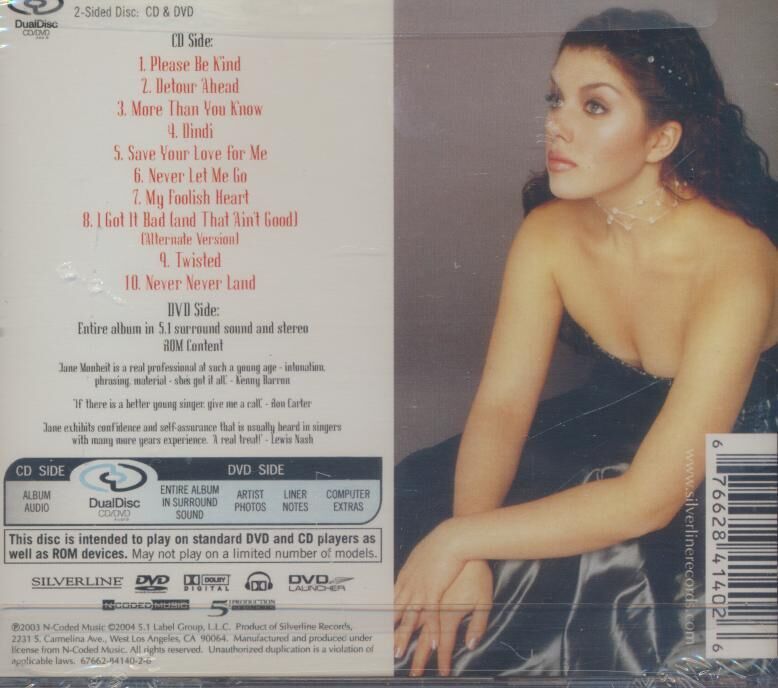 2-Sided Disc: CD & DVD
DualDisc
CD/DVD
CD Side:
1. Please Be Kind
2. Detour Ahead
3. More Than You Know
4. Dindi
5. Save Your Love for Me
6. Never Let Me Go
7. My Foolish Heart
8. I Got It Bad (and That Ain't Good)
(Alternate Version)
9. Twisted
10. Never Never Land
DVD Side:
Entire album in 5.1 surround sound and stereo
ROM Content
Jane Monheit is a real professional at such a young age - intonation,
phrasing, material - she's got it all." - Kenny Barron
"If there is a better young singer, give me a call." - Ron Carter
Jane exhibits confidence and self-assurance that is usually heard in singers
with many more years experience. "A real treat!" - Lewis Nash
CD SIDE
DVD SIDE
ALBUM
AUDIO
DualDisc
CD/DVD
AUDIO
ENTIRE ALBUM
IN SURROUND
SOUND
ARTIST
PHOTOS
LINER
NOTES
COMPUTER
EXTRAS
This disc is intended to play on standard DVD and CD players as
well as ROM devices. May not play on a limited number of models.
SILVERLINE
DVD
DOLBY
DIGITAL
DVD
LAUNCHER
N-CODED MUSIC
5.1 PRODUCTION
℗2003 N-Coded Music ©2004 5.1 Label Group, L.L.C. Product of Silverline Records,
2231 S. Carmelina Ave., West Los Angeles, CA 90064. Manufactured and produced under
license from N-Coded Music. All rights reserved. Unauthorized duplication is a violation of
applicable laws. 67662-84140-2-6
www.silverlinerecords.com
6 76628 41402 6